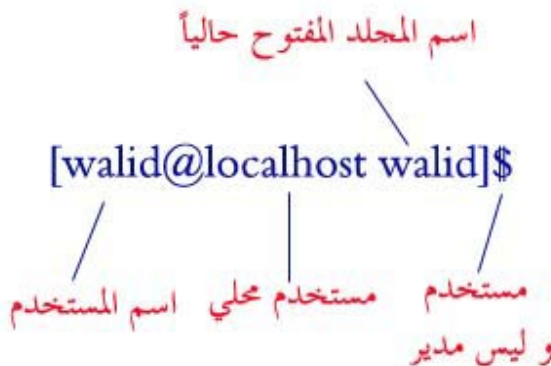 اسم المجلد المفتوح حالياً
[walid@localhost walid]$
اسم المستخدم
مستخدم محلي
مستخدم
و ليس مدير